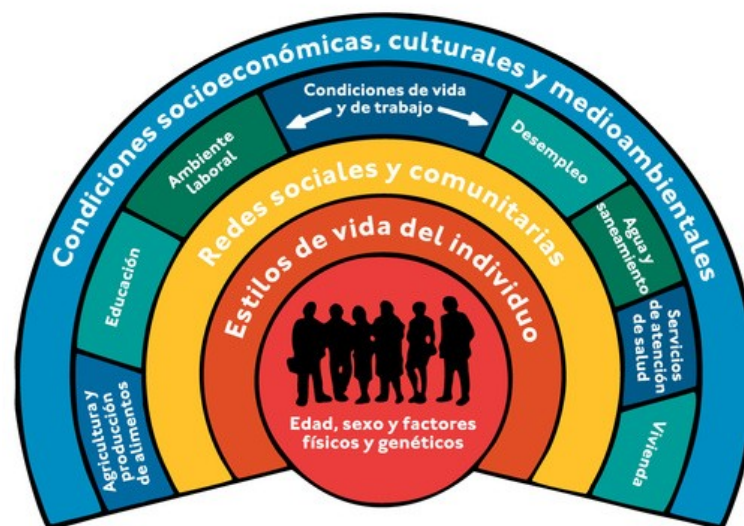 Condiciones socioeconómicas, culturales y medioambientales
Condiciones de vida
y de trabajo
Agricultura y
producción
de alimentos
Educación
Ambiente
laboral
Desempleo
Agua y
saneamiento
Servicios
de atención
de salud
Vivienda
Redes sociales y comunitarias
Estilos de vida del individuo
Edad, sexo y factores
físicos y genéticos